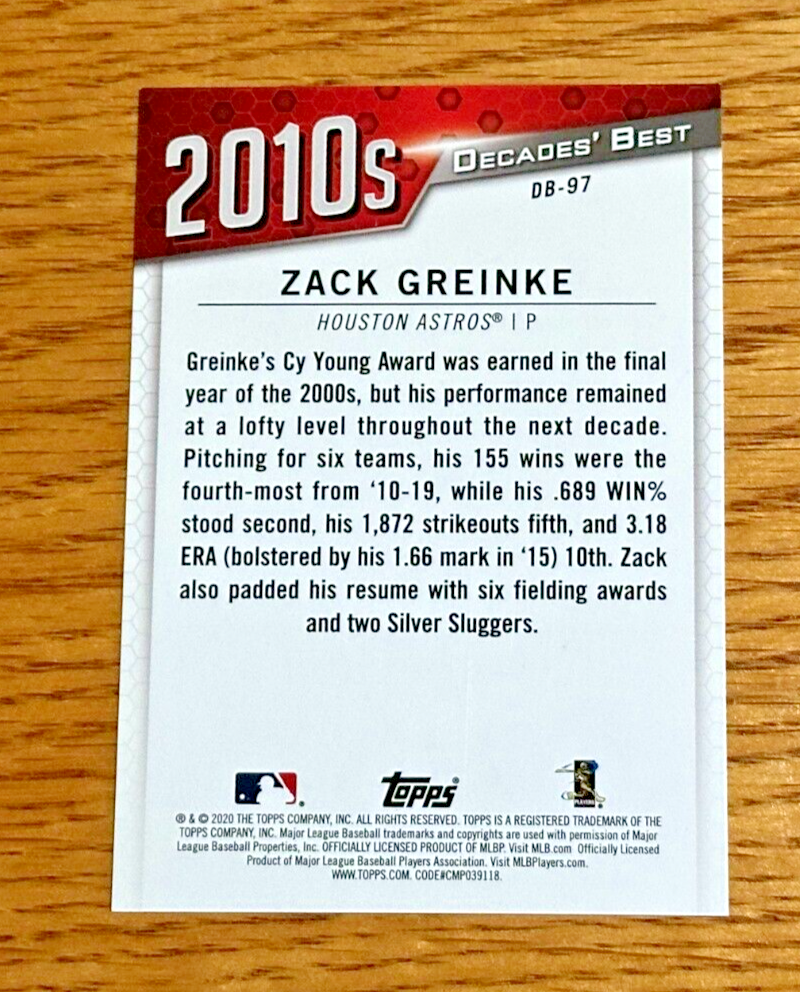 2010s
DECADES' BEST
DB-97
ZACK GREINKE
HOUSTON ASTROS® | P
Greinke's Cy Young Award was earned in the final
year of the 2000s, but his performance remained
at a lofty level throughout the next decade.
Pitching for six teams, his 155 wins were the
fourth-most from '10-19, while his .689 WIN%
stood second, his 1,872 strikeouts fifth, and 3.18
ERA (bolstered by his 1.66 mark in '15) 10th. Zack
also padded his resume with six fielding awards
and two Silver Sluggers.
Topps®
PLAYERS
® & © 2020 THE TOPPS COMPANY, INC. ALL RIGHTS RESERVED. TOPPS IS A REGISTERED TRADEMARK OF THE
TOPPS COMPANY, INC. Major League Baseball trademarks and copyrights are used with permission of Major
League Baseball Properties, Inc. OFFICIALLY LICENSED PRODUCT OF MLBP. Visit MLB.com Officially Licensed
Product of Major League Baseball Players Association. Visit MLBPlayers.com.
WWW.TOPPS.COM. CODE#CMP039118.